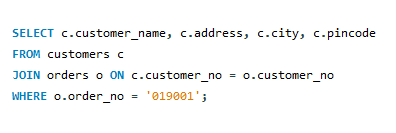 SELECT c.customer_name, c.address, c.city, c.pincode
FROM customers c
JOIN orders o ON c.customer_no = o.customer_no
WHERE o.order_no = '019001';